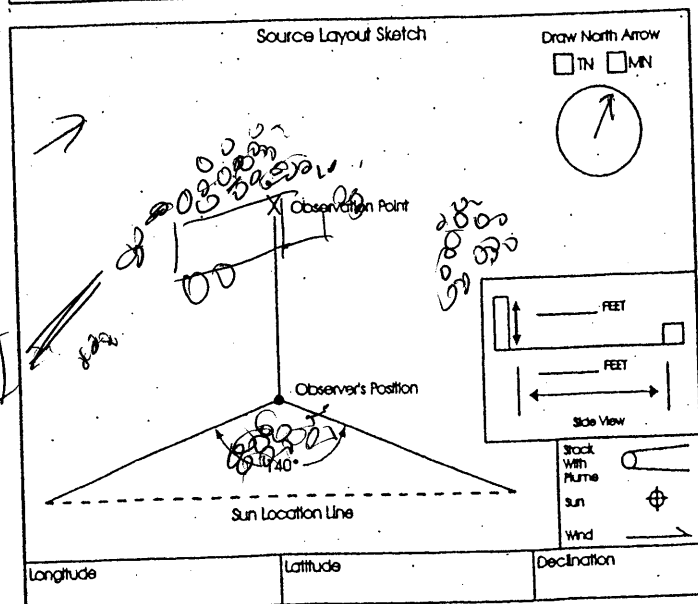 Source Layout Sketch
Draw North Arrow
TN MN
Observation Point
FEET
FEET
Side View
Observer's Position
140°
Sun Location Line
Stack
With
Plume
Sun
Wind
Longitude
Latitude
Declination